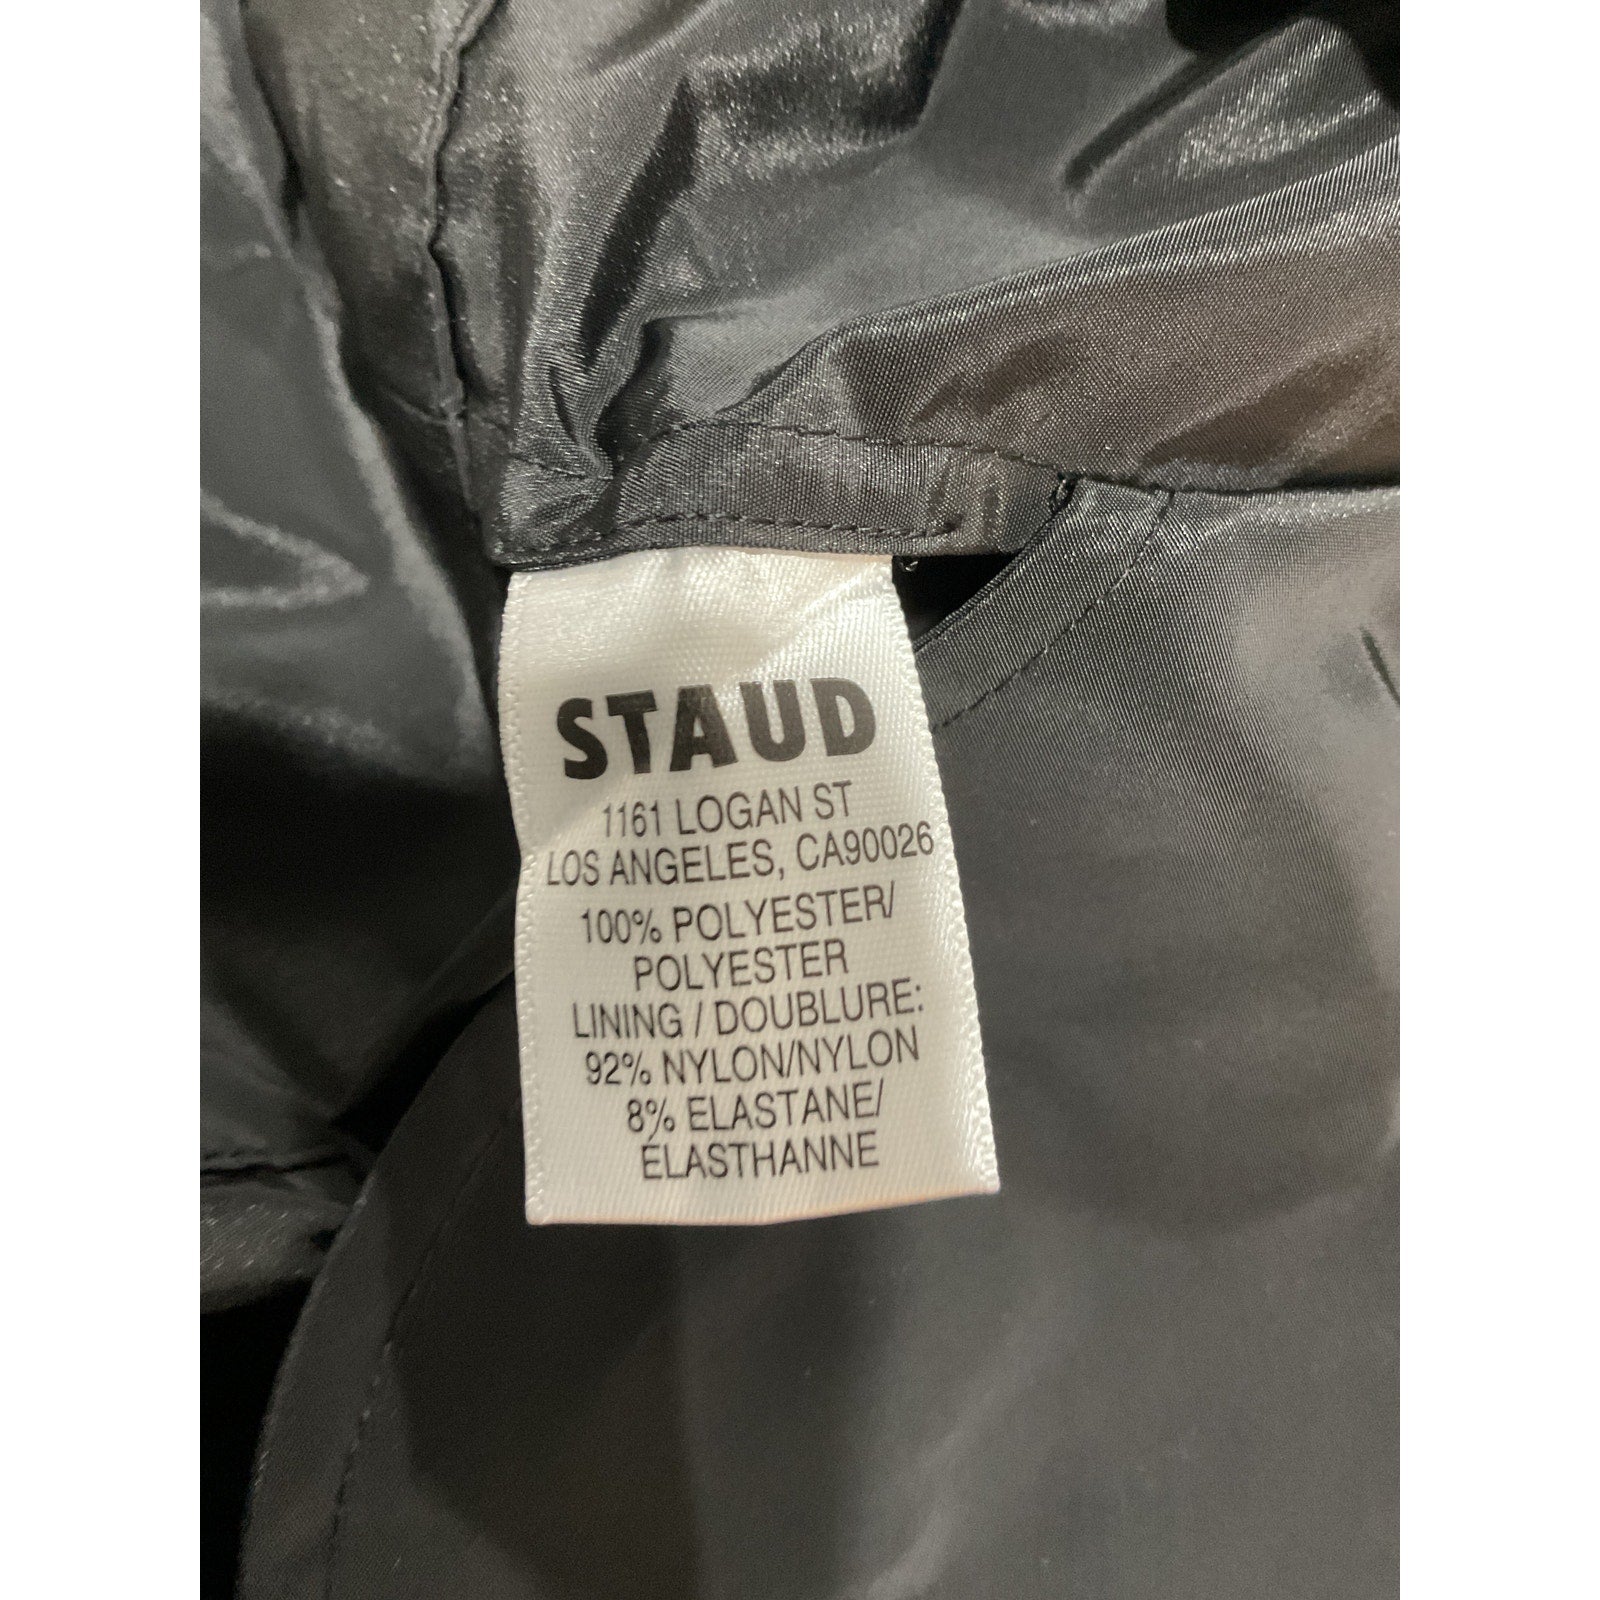 STAUD
1161 LOGAN ST
LOS ANGELES, CA90026
100% POLYESTER/
POLYESTER
LINING / DOUBLURE:
92% NYLON/NYLON
8% ELASTANE/
ÉLASTHANNE